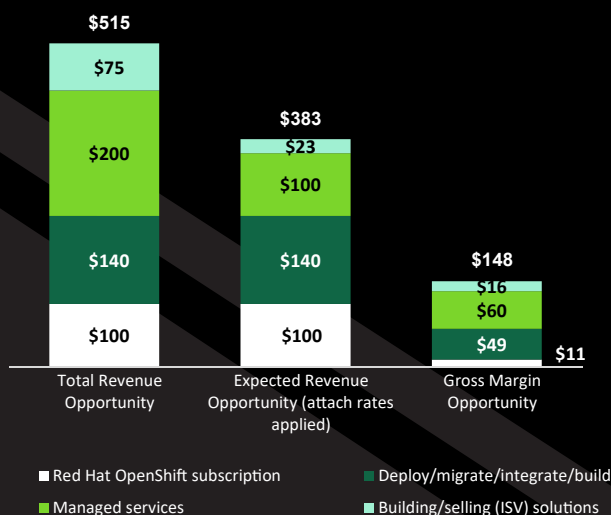 $515
$75
$200
$140
$100
$383
$23
$100
$140
$100
$148
$16
$60
$49
$11
Total Revenue
Opportunity
Expected Revenue
Opportunity (attach rates
applied)
Gross Margin
Opportunity
Red Hat OpenShift subscription
Deploy/migrate/integrate/build
Managed services
Building/selling (ISV) solutions